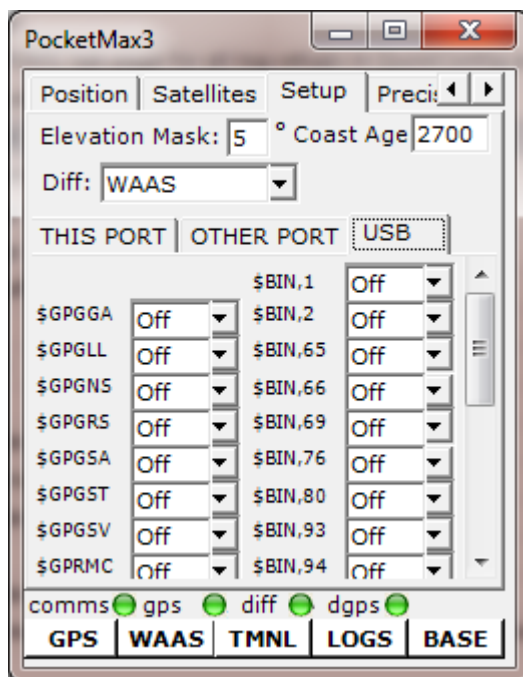 PocketMax3
Position Satellites Setup Preci
Elevation Mask: 5 ° Coast Age 2700
Diff: WAAS
THIS PORT OTHER PORT USB
$BIN,1 Off
$GPGGA Off $BIN,2 Off
$GPGLL Off $BIN,65 Off
$GPGNS Off $BIN,66 Off
$GPGRS Off $BIN,69 Off
$GPGSA Off $BIN,76 Off
$GPGST Off $BIN,80 Off
$GPGSV Off $BIN,93 Off
$GPRMC Off $BIN,94 Off
comms gps diff dgps
GPS WAAS TMNL LOGS BASE